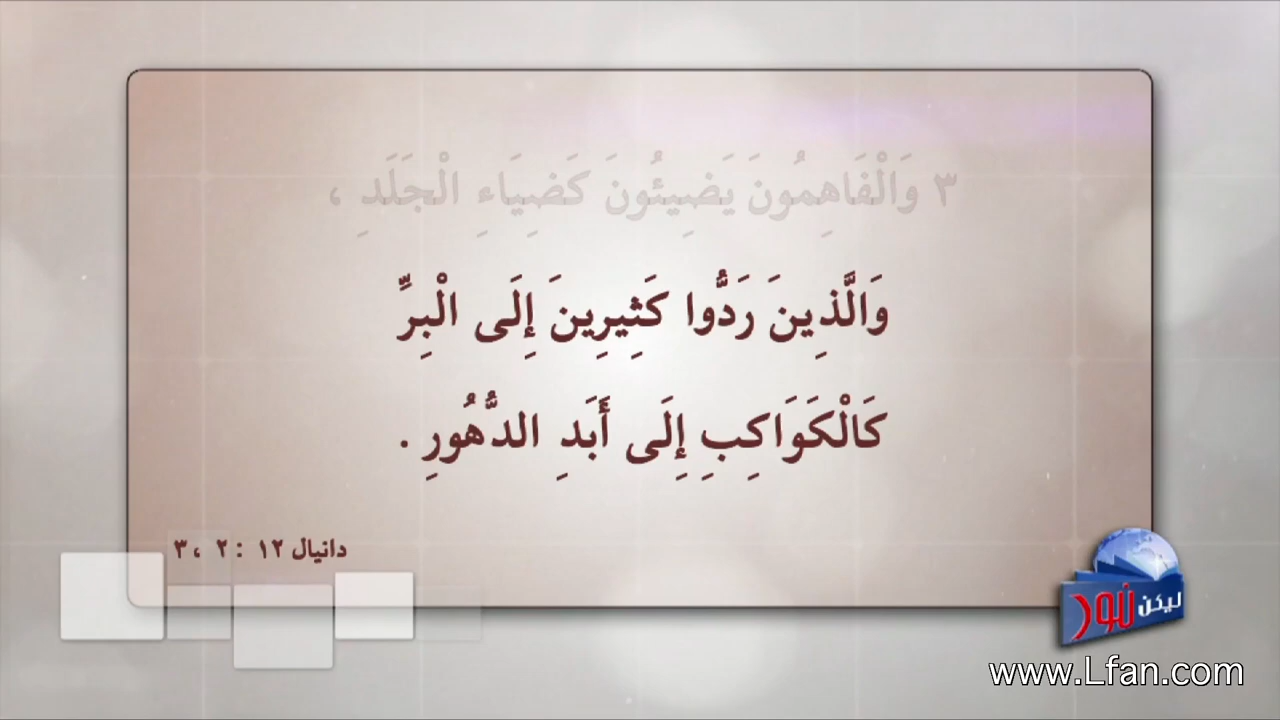 ٣ وَالْفَاهِمُونَ يَضِيئُونَ كَضِيَاءِ الْجَلَدِ ،
وَالَّذِينَ رَدُّوا كَثِيرِينَ إِلَى الْبِرِّ
كَالْكَوَاكِبِ إِلَى أَبَدِ الدُّهُورِ .
دانيال ١٢ : ٢ ،٣
ليكن نور
www.Lfan.com